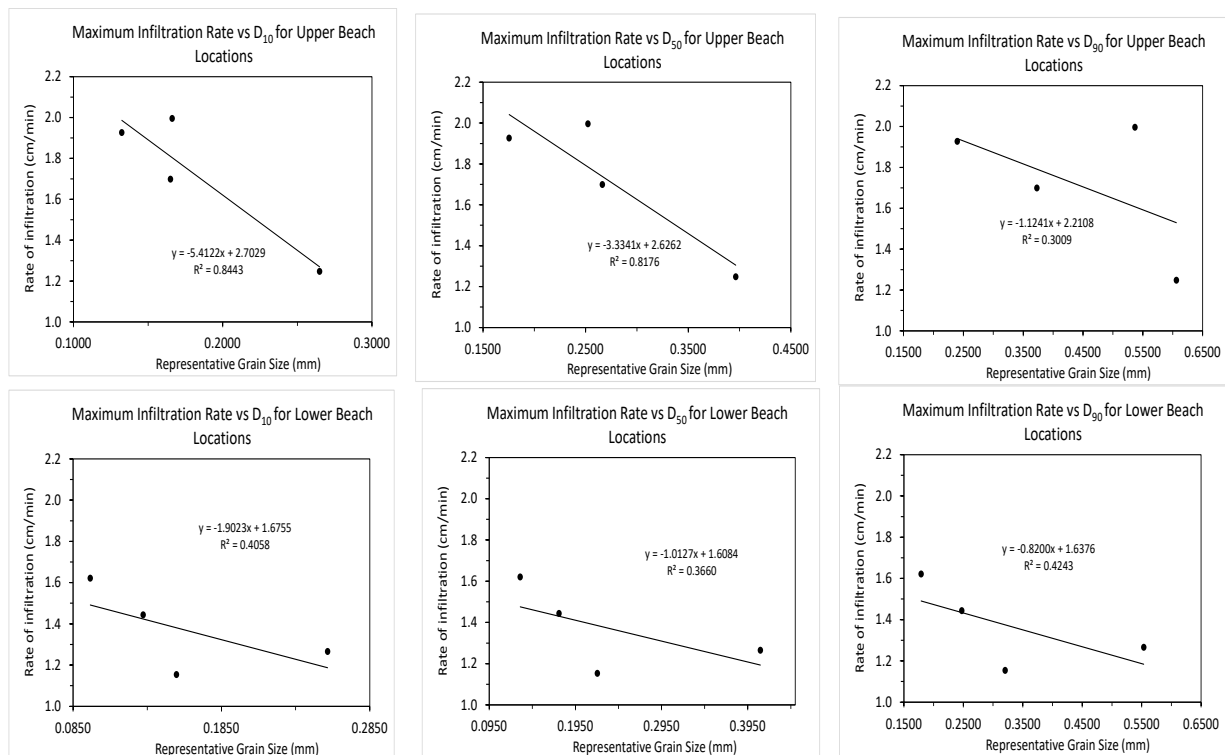 Maximum Infiltration Rate vs D10 for Upper Beach
Locations
Rate of infiltration (cm/min)
2.2
2.0
1.8
1.6
1.4
1.2
1.0
y = -5.4122x + 2.7029
R² = 0.8443
0.1000 0.2000 0.3000
Representative Grain Size (mm)
Maximum Infiltration Rate vs D50 for Upper Beach
Locations
Rate of infiltration (cm/min)
2.2
2.0
1.8
1.6
1.4
1.2
1.0
y = -3.3341x + 2.6262
R² = 0.8176
0.1500 0.2500 0.3500 0.4500
Representative Grain Size (mm)
Maximum Infiltration Rate vs D90 for Upper Beach
Locations
Rate of infiltration (cm/min)
2.2
2.0
1.8
1.6
1.4
1.2
1.0
y = -1.1241x + 2.2108
R² = 0.3009
0.1500 0.2500 0.3500 0.4500 0.5500 0.6500
Representative Grain Size (mm)
Maximum Infiltration Rate vs D10 for Lower Beach
Locations
Rate of infiltration (cm/min)
2.2
2.0
1.8
1.6
1.4
1.2
1.0
y = -1.9023x + 1.6755
R² = 0.4058
0.0850 0.1850 0.2850
Representative Grain Size (mm)
Maximum Infiltration Rate vs D50 for Lower Beach
Locations
Rate of infiltration (cm/min)
2.2
2.0
1.8
1.6
1.4
1.2
1.0
y = -1.0127x + 1.6084
R² = 0.3660
0.0950 0.1950 0.2950 0.3950
Representative Grain Size (mm)
Maximum Infiltration Rate vs D90 for Lower Beach
Locations
Rate of infiltration (cm/min)
2.2
2.0
1.8
1.6
1.4
1.2
1.0
y = -0.8200x + 1.6376
R² = 0.4243
0.1500 0.2500 0.3500 0.4500 0.5500 0.6500
Representative Grain Size (mm)